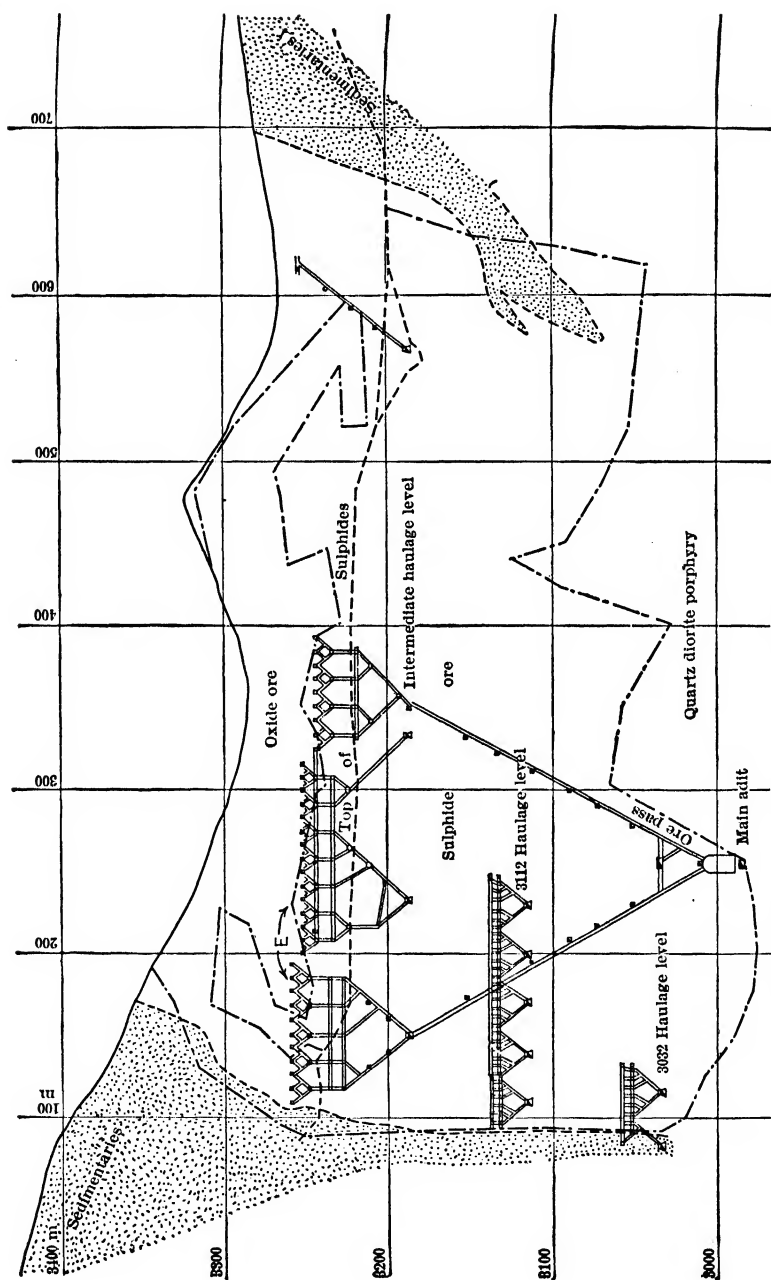 3400 m
3300
3200
3100
3000
100
m
200
300
400
500
600
700
Sedimentaries
Sedimentaries
Oxide ore
E
Top of Sulphides
Intermediate haulage level
Sulphide ore
3112 Haulage level
Ore pass
Quartz diorite porphyry
3032 Haulage level
Main adit